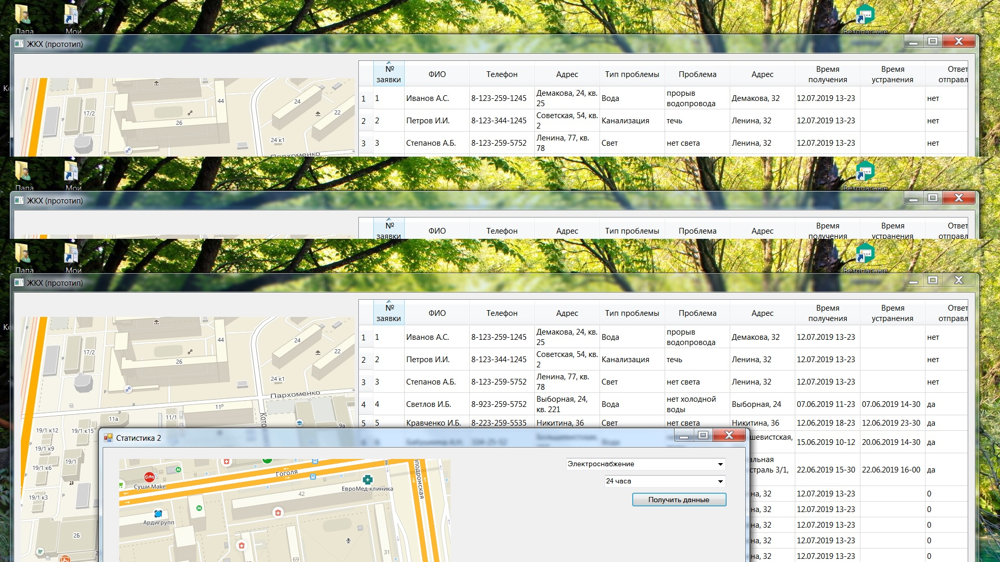 Папа
Мои
Безопасные
ЖКХ (прототип)
№ заявки ФИО Телефон Адрес Тип проблемы Проблема Адрес Время получения Время устранения Ответ отправл
1 1 Иванов А.С. 8-123-259-1245 Демакова, 24, кв. 25 Вода прорыв водопровода Демакова, 32 12.07.2019 13-23 нет
2 2 Петров И.И. 8-123-344-1245 Советская, 54, кв. 2 Канализация течь Ленина, 32 12.07.2019 13-23 нет
3 3 Степанов А.Б. 8-123-259-5752 Ленина, 77, кв. 78 Свет нет света Ленина, 32 12.07.2019 13-23 нет
44
24
22
17/2
26
24 к1
Пархоменко
Папа
Мои
Безопасные
ЖКХ (прототип)
№ заявки ФИО Телефон Адрес Тип проблемы Проблема Адрес Время получения Время устранения Ответ отправл
Папа
Мои
Безопасные
ЖКХ (прототип)
№ заявки ФИО Телефон Адрес Тип проблемы Проблема Адрес Время получения Время устранения Ответ отправл
1 1 Иванов А.С. 8-123-259-1245 Демакова, 24, кв. 25 Вода прорыв водопровода Демакова, 32 12.07.2019 13-23 нет
2 2 Петров И.И. 8-123-344-1245 Советская, 54, кв. 2 Канализация течь Ленина, 32 12.07.2019 13-23 нет
3 3 Степанов А.Б. 8-123-259-5752 Ленина, 77, кв. 78 Свет нет света Ленина, 32 12.07.2019 13-23 нет
4 4 Светлов И.Б. 8-923-259-5752 Выборная, 24, кв. 221 Вода нет холодной воды Выборная, 24 07.06.2019 11-23 07.06.2019 14-30 да
5 5 Кравченко И.Б. 8-223-259-5535 Никитина, 36 Свет нет света Никитина, 36 12.06.2019 18-23 12.06.2019 23-30 да
шевистская, 15.06.2019 10-12 20.06.2019 14-30 да
альная страль 3/1, 22.06.2019 15-30 22.06.2019 16-00 да
на, 32 12.07.2019 13-23 0
на, 32 12.07.2019 13-23 0
на, 32 12.07.2019 13-23 0
на, 32 12.07.2019 13-23 0
на, 32 12.07.2019 13-23 0
44
24
22
17/2
26
24 к1
Пархоменко
11
11а
11/1
9а
19/1 к12
19/1 к15
19/1 к9
19/1
19/1 к6
19/1 к3
2Б
Статистика 2
Электроснабжение
24 часа
Получить данные
Гоголя
Суши Make
ЕвроМед клиника
42
Ардигрупп
31
69